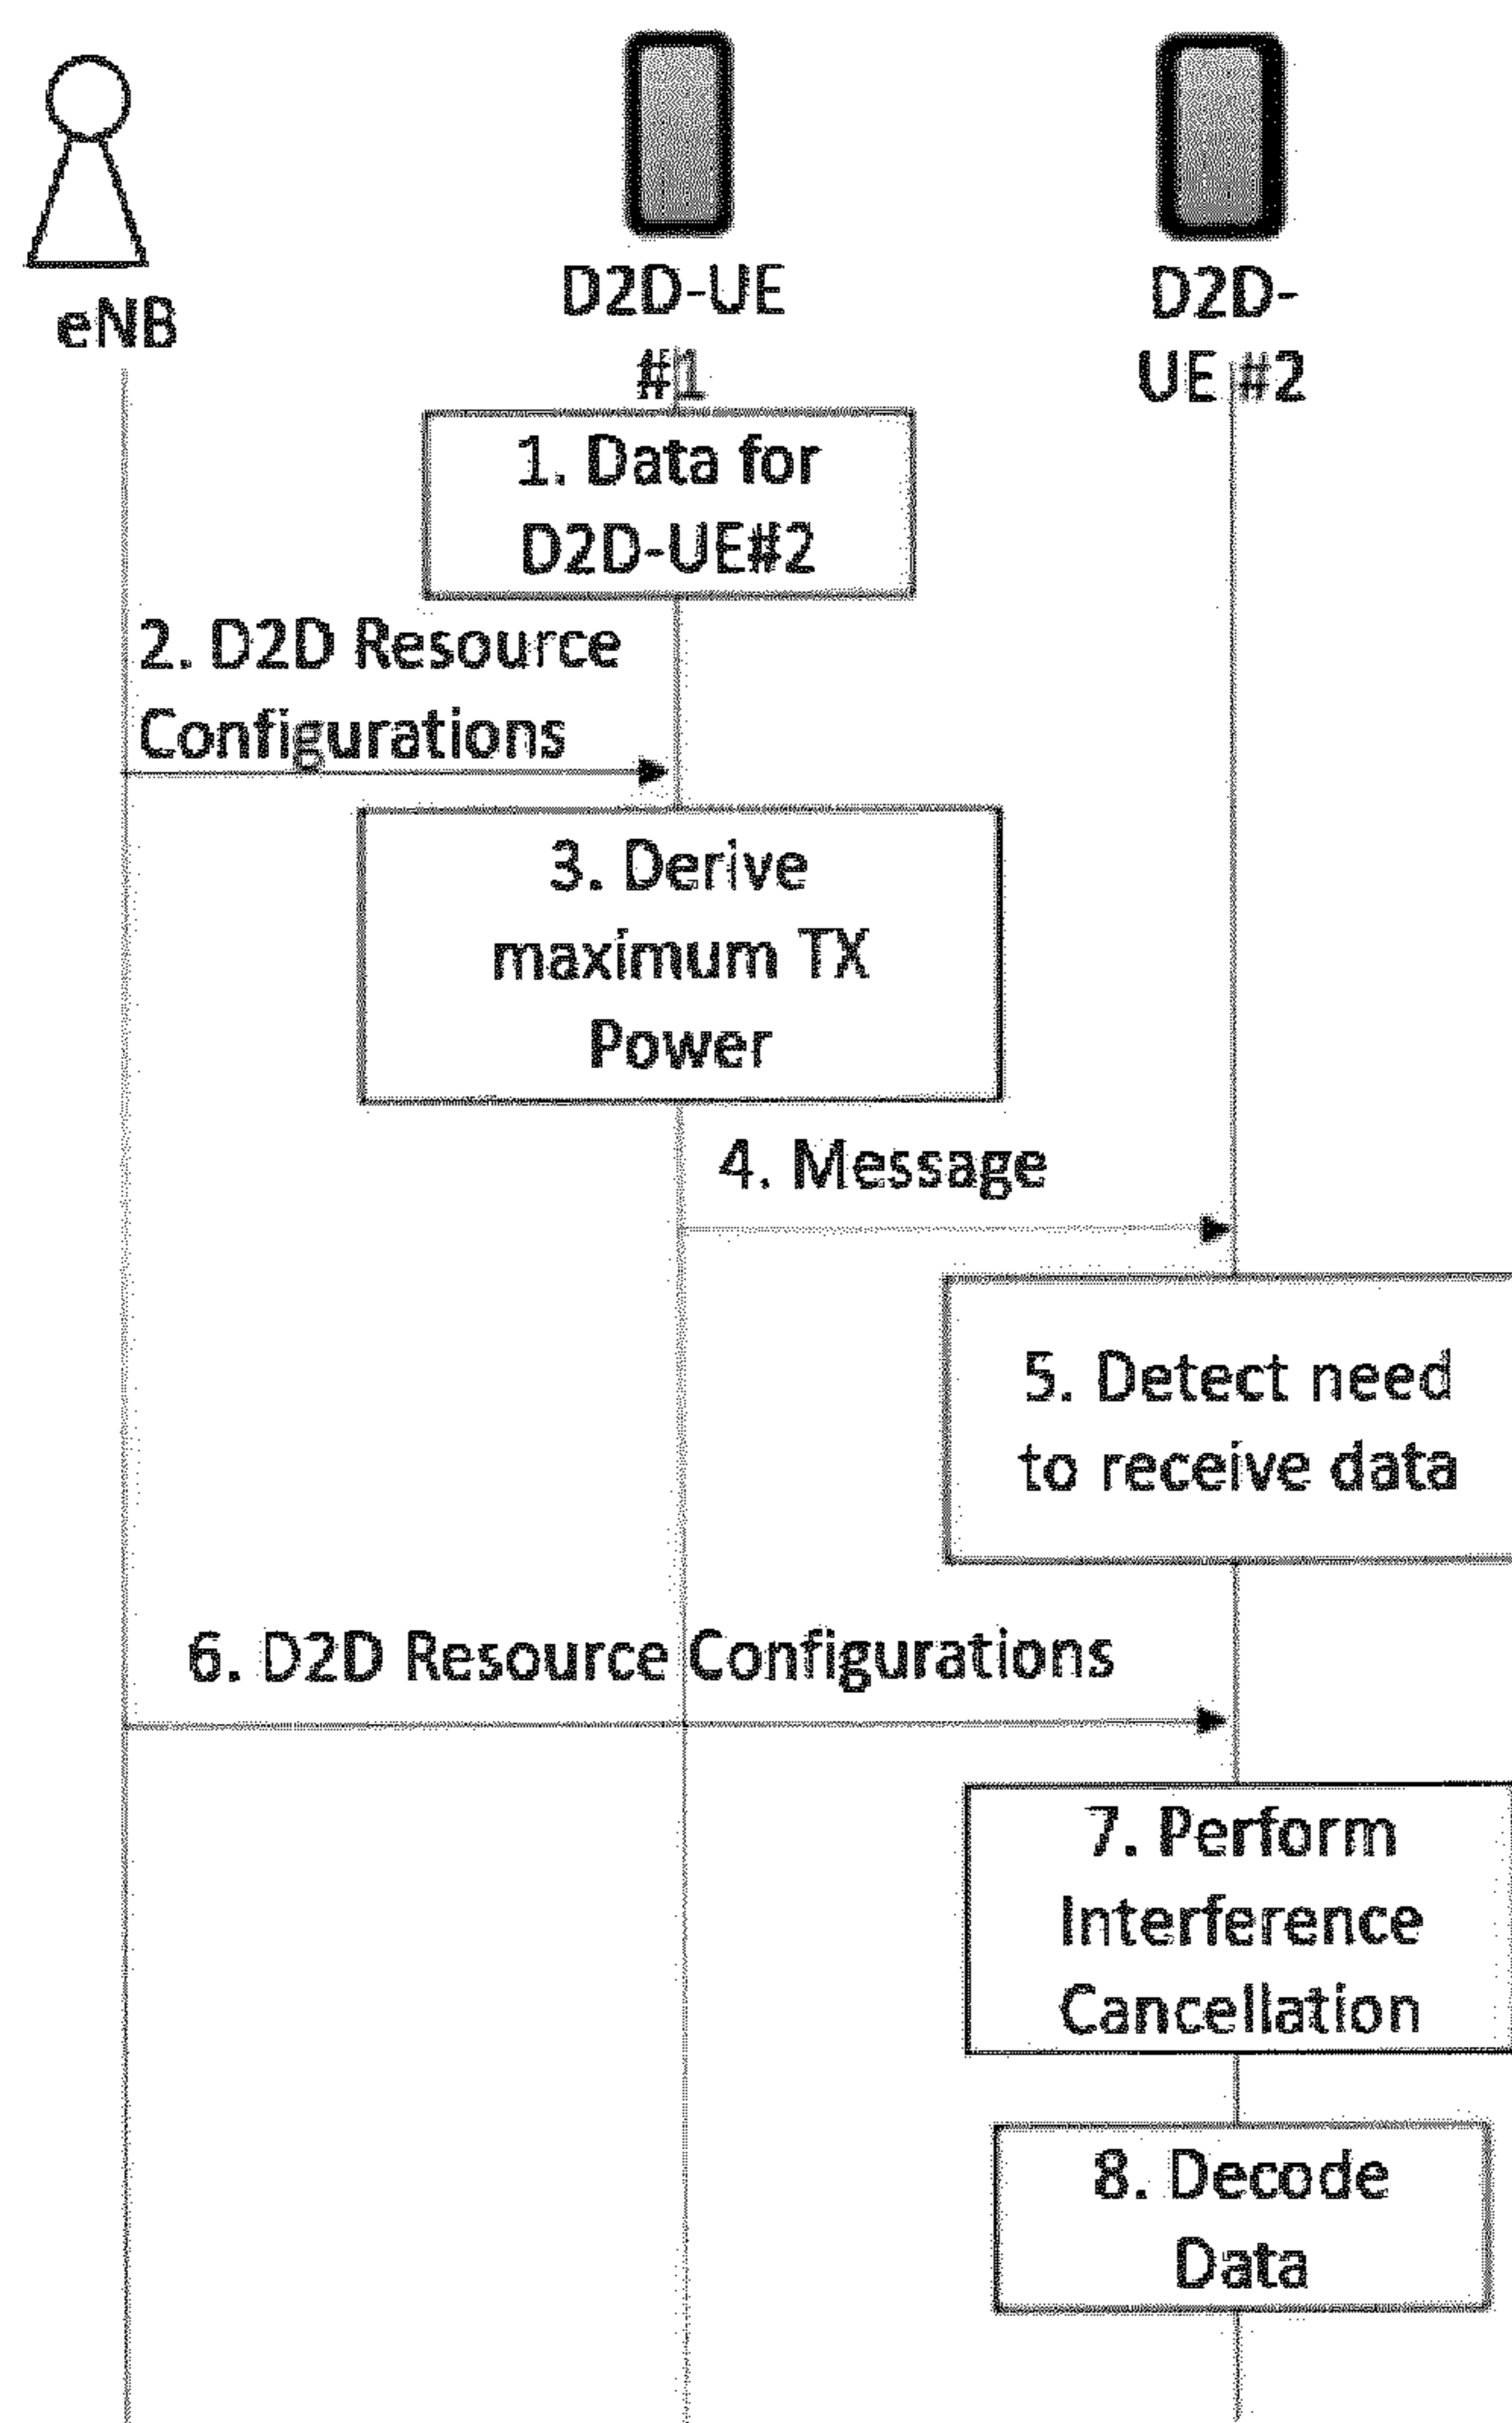 eNB
D2D-UE
#1
D2D-
UE #2
1. Data for
D2D-UE#2
2. D2D Resource
Configurations
3. Derive
maximum TX
Power
4. Message
5. Detect need
to receive data
6. D2D Resource Configurations
7. Perform
Interference
Cancellation
8. Decode
Data